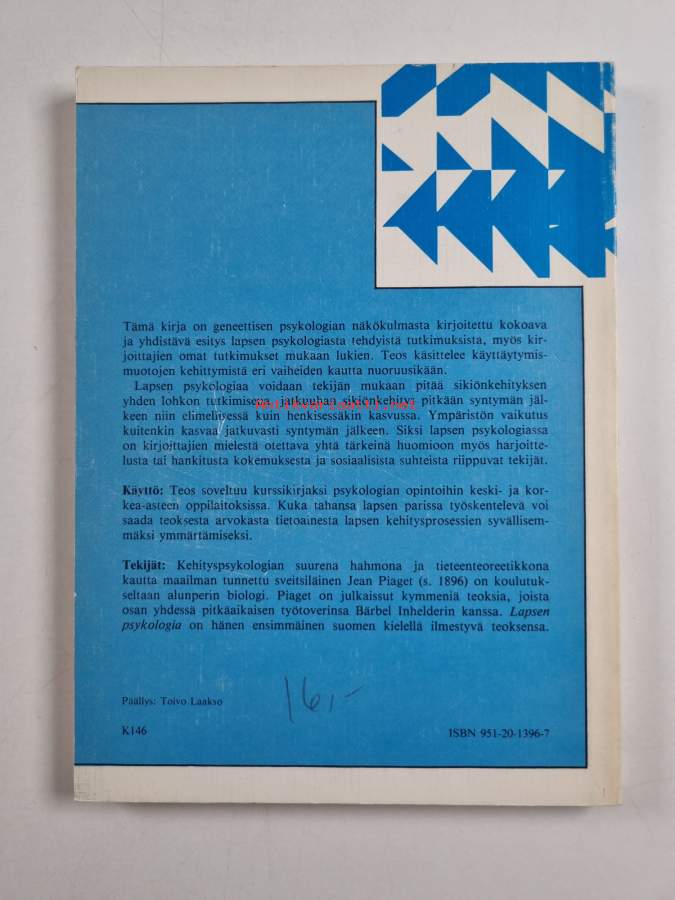 Tämä kirja on geneettisen psykologian näkökulmasta kirjoitettu kokoava
ja yhdistävä esitys lapsen psykologiasta tehdyistä tutkimuksista, myös kir-
joittajien omat tutkimukset mukaan lukien. Teos käsittelee käyttäytymis-
muotojen kehittymistä eri vaiheiden kautta nuoruusikään.
Lapsen psykologiaa voidaan tekijän mukaan pitää sikiönkehityksen
yhden lohkon tutkimisena, jatkuuhan sikiönkehitys pitkään syntymän jäl-
keen niin elimellisessä kuin henkisessäkin kasvussa. Ympäristön vaikutus
kuitenkin kasvaa jatkuvasti syntymän jälkeen. Siksi lapsen psykologiassa
on kirjoittajien mielestä otettava yhtä tärkeinä huomioon myös harjoitte-
lusta tai hankitusta kokemuksesta ja sosiaalisista suhteista riippuvat tekijät.
Käyttö: Teos soveltuu kurssikirjaksi psykologian opintoihin keski- ja kor-
kea-asteen oppilaitoksissa. Kuka tahansa lapsen parissa työskentelevä voi
saada teoksesta arvokasta tietoainesta lapsen kehitysprosessien syvällisem-
mäksi ymmärtämiseksi.
Tekijät: Kehityspsykologian suurena hahmona ja tieteenteoreetikkona
kautta maailman tunnettu sveitsiläinen Jean Piaget (s. 1896) on koulutuk-
seltaan alunperin biologi. Piaget on julkaissut kymmeniä teoksia, joista
osan yhdessä pitkäaikaisen työtoverinsa Bärbel Inhelderin kanssa. Lapsen
psykologia on hänen ensimmäinen suomen kielellä ilmestyvä teoksensa.
Päällys: Toivo Laakso
16,-
K146
ISBN 951-20-1396-7